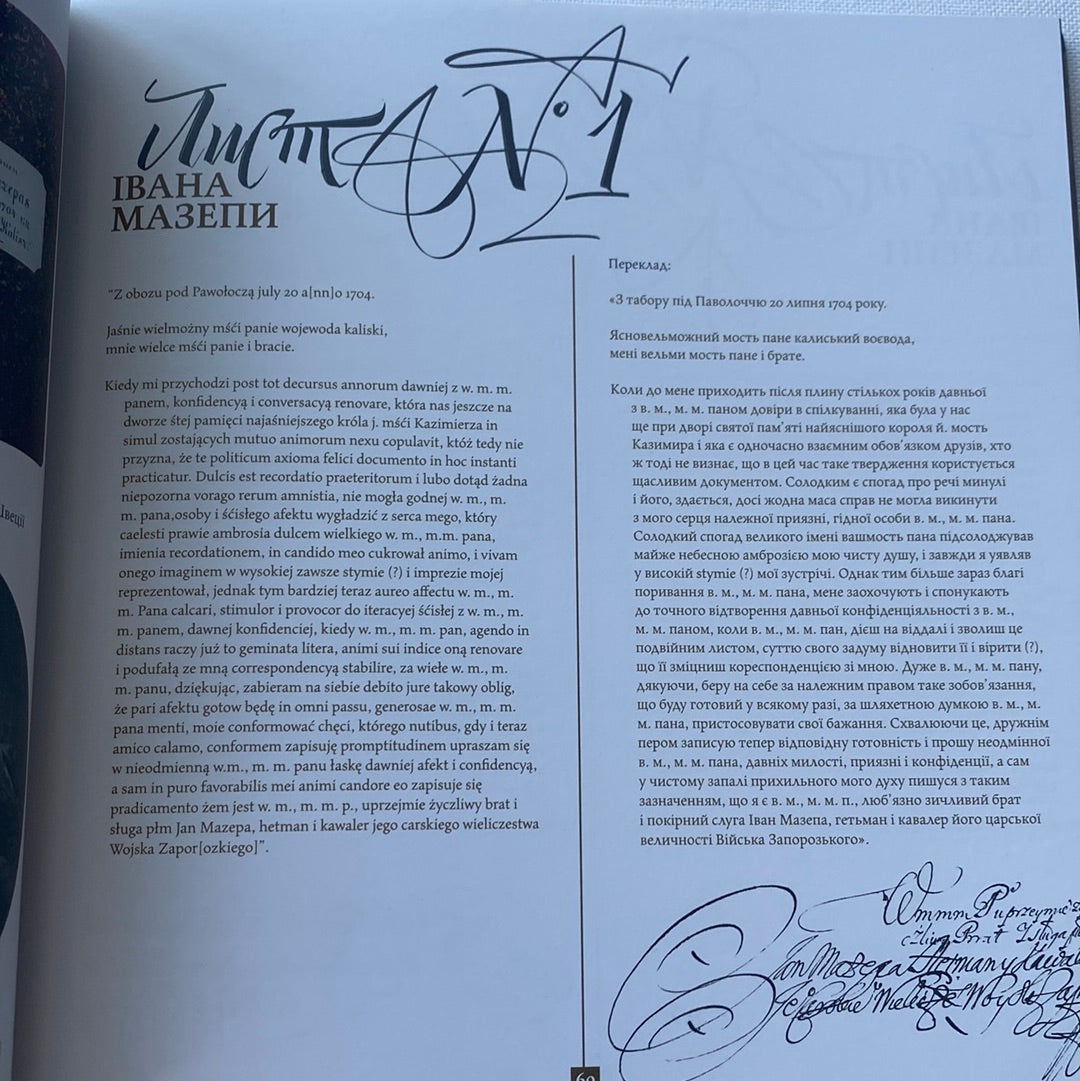 Листа №1
ІВАНА
МАЗЕПИ
"Z obozu pod Pawołoczą july 20 a[nn]o 1704.
Jaśnie wielmożny mśći panie wojewoda kaliski,
mnie wielce mśći panie i bracie.
Kiedy mi przychodzi post tot decursus annorum dawniej z w. m. m.
panem, konfidencyą i conversacyą renovare, która nas jeszcze na
dworze śtej pamięci najaśniejszego króla j. mśći Kazimierza in
simul zostających mutuo animorum nexu copulavit, któż tedy nie
przyzna, że te politicum axioma felici documento in hoc instanti
practicatur. Dulcis est recordatio praeteritorum i lubo dotąd żadna
niepozorna vorago rerum amnistia, nie mogła godnej w. m., m.
m. pana,osoby i śćisłego afektu wygładzić z serca mego, który
caelesti prawie ambrosia dulcem wielkiego w. m., m.m. pana,
imienia recordationem, in candido meo cukrował animo, i vivam
onego imaginem w wysokiej zawsze stymie (?) i imprezie mojej
reprezentował, jednak tym bardziej teraz aureo affectu w. m., m.
m. Pana calcari, stimulor i provocor do iteracyej śćisłej z w. m., m.
m. panem, dawnej konfidenciej, kiedy w. m., m. m. pan, agendo in
distans raczy już to geminata litera, animi sui indice oną renovare
i podufałą ze mną correspondencyą stabilire, za wiele w. m., m.
m. panu, dziękując, zabieram na siebie debito jure takowy oblig,
że pari afektu gotow będę in omni passu, generosae w. m., m. m.
pana menti, moie conformować chęci, którego nutibus, gdy i teraz
amico calamo, conformem zapisuję promptitudinem upraszam się
w nieodmienną w.m., m. m. panu łaskę dawniej afekt i confidencyą,
a sam in puro favorabilis mei animi candore eo zapisuje się
pradicamento żem jest w. m., m. m. p., uprzejmie życzliwy brat i
sługa płm Jan Mazepa, hetman i kawaler jego carskiego wieliczestwa
Wojska Zapor[ozkiego]".
Переклад:
«З табору під Паволоччю 20 липня 1704 року.
Ясновельможний мость пане калиський воєвода,
мені вельми мость пане і брате.
Коли до мене приходить після плину стількох років давньої
з в. м., м. м. паном довіри в спілкуванні, яка була у нас
ще при дворі святої пам'яті найяснішого короля й. мость
Казимира і яка є одночасно взаємним обов'язком друзів, хто
ж тоді не визнає, що в цей час таке твердження користується
щасливим документом. Солодким є спогад про речі минулі
і його, здається, досі жодна маса справ не могла викинути
з мого серця належної приязні, гідної особи в. м., м. м. пана.
Солодкий спогад великого імені вашмость пана підсолоджував
майже небесною амброзією мою чисту душу, і завжди я уявляв
у високій stymie (?) мої зустрічі. Однак тим більше зараз благі
поривання в. м., м. м. пана, мене заохочують і спонукають
до точного відтворення давньої конфіденціяльності з в. м.,
м. м. паном, коли в. м., м. м. пан, дієш на віддалі і зволиш це
подвійним листом, суттю свого задуму відновити її і вірити (?),
що її зміцниш кореспонденцією зі мною. Дуже в. м., м. м. пану,
дякуючи, беру на себе за належним правом таке зобов'язання,
що буду готовий у всякому разі, за шляхетною думкою в. м., м.
м. пана, пристосовувати свої бажання. Схвалюючи це, дружнім
пером записую тепер відповідну готовність і прошу неодмінної
в. м., м. м. пана, давніх милості, приязні і конфіденції, а сам
у чистому запалі прихильного мого духу пишуся з таким
зазначенням, що я є в. м., м. м. п., люб'язно зичливий брат
і покірний слуга Іван Мазепа, гетьман і кавалер його царської
величності Війська Запорозького».
Jan Mazepa Hetman y
69